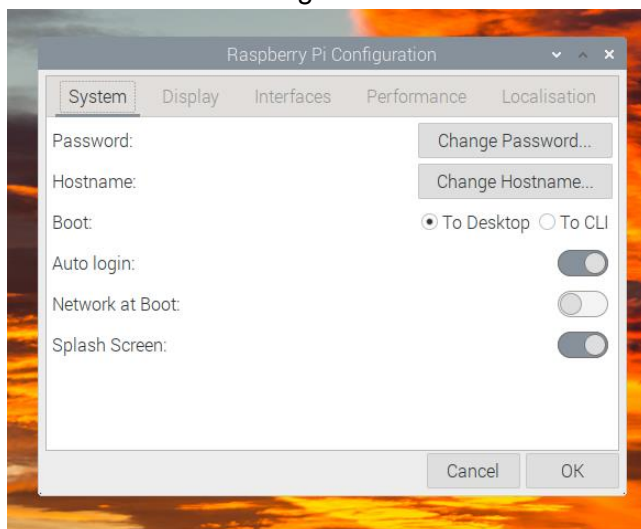 Raspberry Pi Configuration
System Display Interfaces Performance Localisation
Password: Change Password...
Hostname: Change Hostname...
Boot: To Desktop To CLI
Auto login:
Network at Boot:
Splash Screen:
Cancel OK